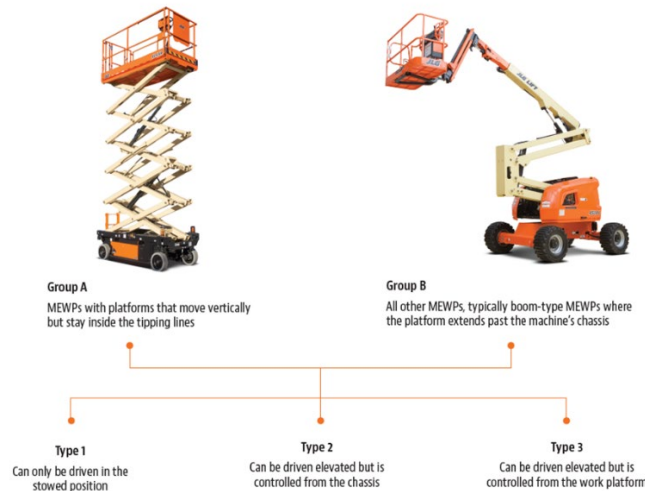 JLG
JLG LIFT
Group A
MEWPs with platforms that move vertically
but stay inside the tipping lines
Group B
All other MEWPs, typically boom-type MEWPs where
the platform extends past the machine's chassis
Type 1
Can only be driven in the
stowed position
Type 2
Can be driven elevated but is
controlled from the chassis
Type 3
Can be driven elevated but is
controlled from the work platform